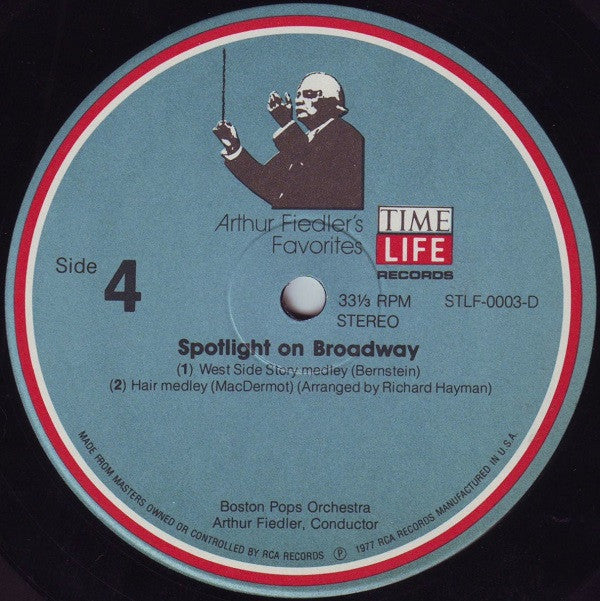 Arthur Fiedler's
Favorites
TIME
LIFE
RECORDS
Side 4
33⅓ RPM STLF-0003-D
STEREO
Spotlight on Broadway
(1) West Side Story medley (Bernstein)
(2) Hair medley (MacDermot) (Arranged by Richard Hayman)
Boston Pops Orchestra
Arthur Fiedler, Conductor
MADE FROM MASTERS OWNED OR CONTROLLED BY RCA RECORDS Ⓟ 1977 RCA RECORDS MANUFACTURED IN U.S.A.